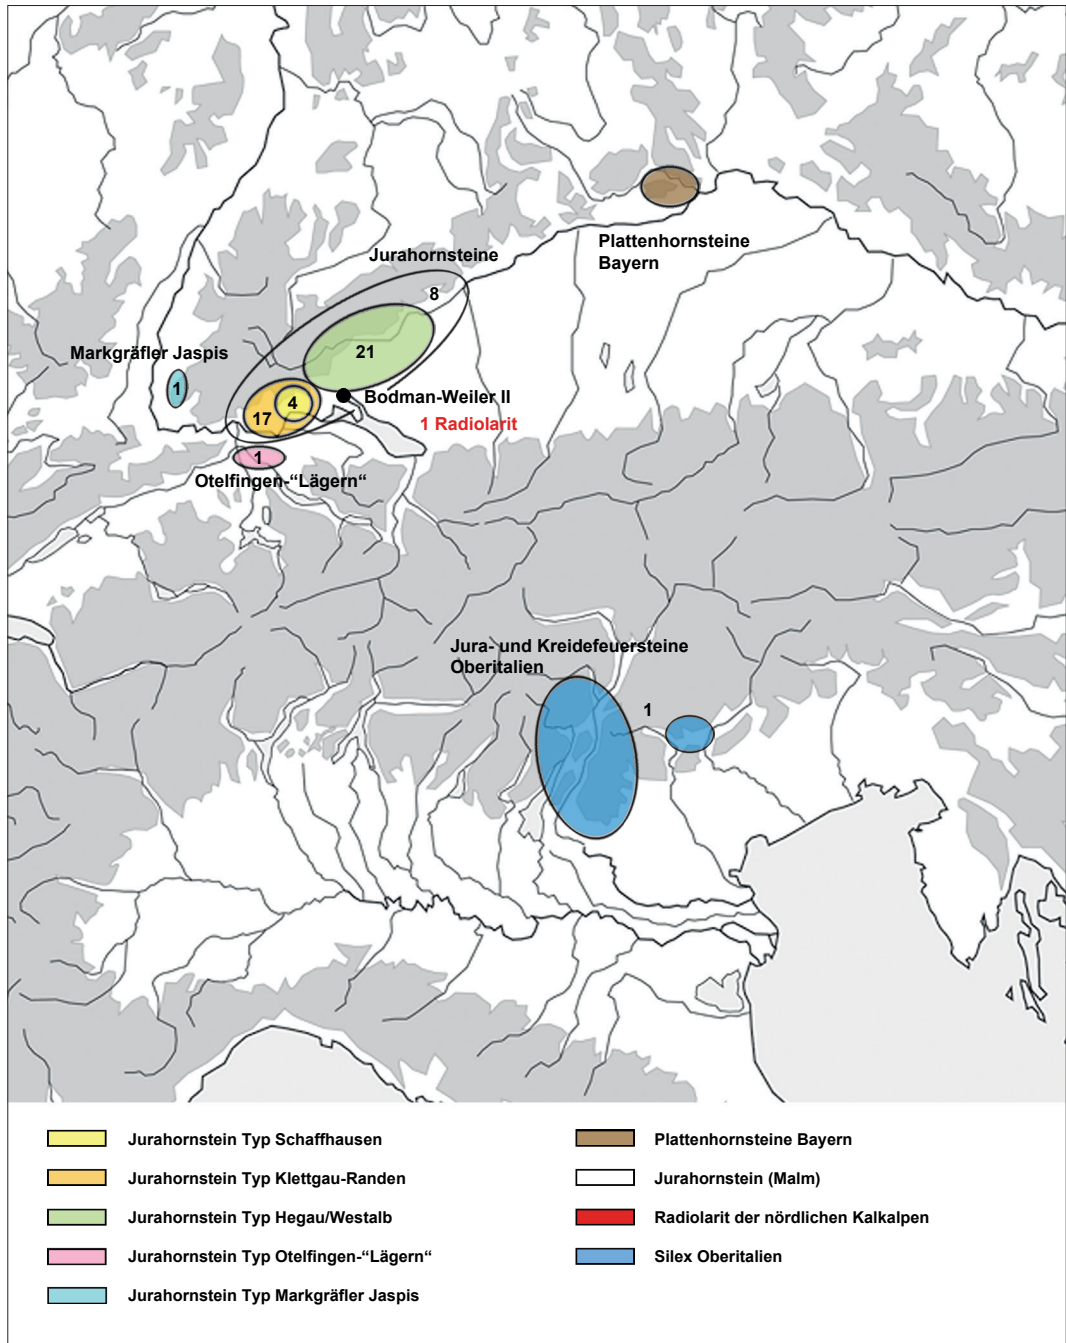 Plattenhornsteine
Bayern
Jurahornsteine
8
21
Markgräfler Jaspis
1
Bodman-Weiler II
4
17
1 Radiolarit
1
Otelfingen-“Lägern“
Jura- und Kreidefeuersteine
Oberitalien
1
Jurahornstein Typ Schaffhausen
Jurahornstein Typ Klettgau-Randen
Jurahornstein Typ Hegau/Westalb
Jurahornstein Typ Otelfingen-“Lägern“
Jurahornstein Typ Markgräfler Jaspis
Plattenhornsteine Bayern
Jurahornstein (Malm)
Radiolarit der nördlichen Kalkalpen
Silex Oberitalien